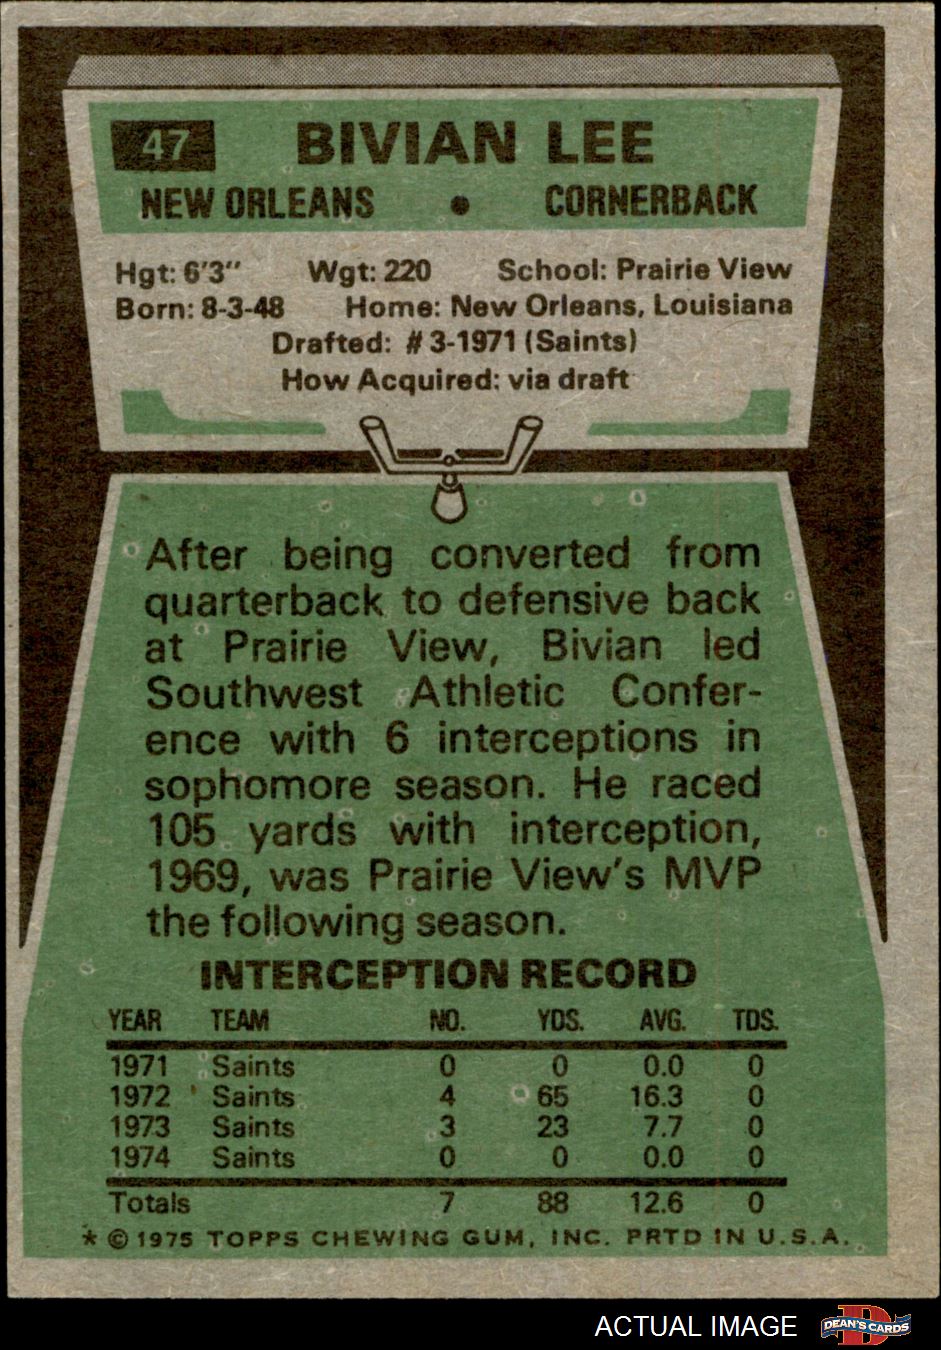 47 BIVIAN LEE
NEW ORLEANS • CORNERBACK
Hgt: 6'3" Wgt: 220 School: Prairie View
Born: 8-3-48 Home: New Orleans, Louisiana
Drafted: #3-1971 (Saints)
How Acquired: via draft
After being converted from
quarterback to defensive back
at Prairie View, Bivian led
Southwest Athletic Confer-
ence with 6 interceptions in
sophomore season. He raced
105 yards with interception,
1969, was Prairie View's MVP
the following season.
INTERCEPTION RECORD
YEAR TEAM NO. YDS. AVG. TDS.
1971 Saints 0 0 0.0 0
1972 Saints 4 65 16.3 0
1973 Saints 3 23 7.7 0
1974 Saints 0 0 0.0 0
Totals 7 88 12.6 0
* © 1975 TOPPS CHEWING GUM, INC. PRTD IN U.S.A.
ACTUAL IMAGE D DEAN'S CARDS